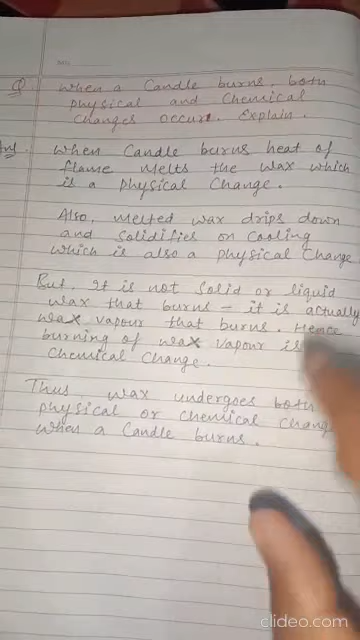 Q. When a Candle burns, both
physical and Chemical
Changes occurs. Explain.
Ans. When Candle burns heat of
flame melts the wax which
is a physical Change.
Also, melted wax drips down
and solidifies on Cooling
which is also a physical Change
But, it is not solid or liquid
wax that burns - it is actually
wax vapour that burns. Hence
burning of wax vapour is
Chemical Change.
Thus wax undergoes both
physical or chemical Change
when a Candle burns.
clideo.com